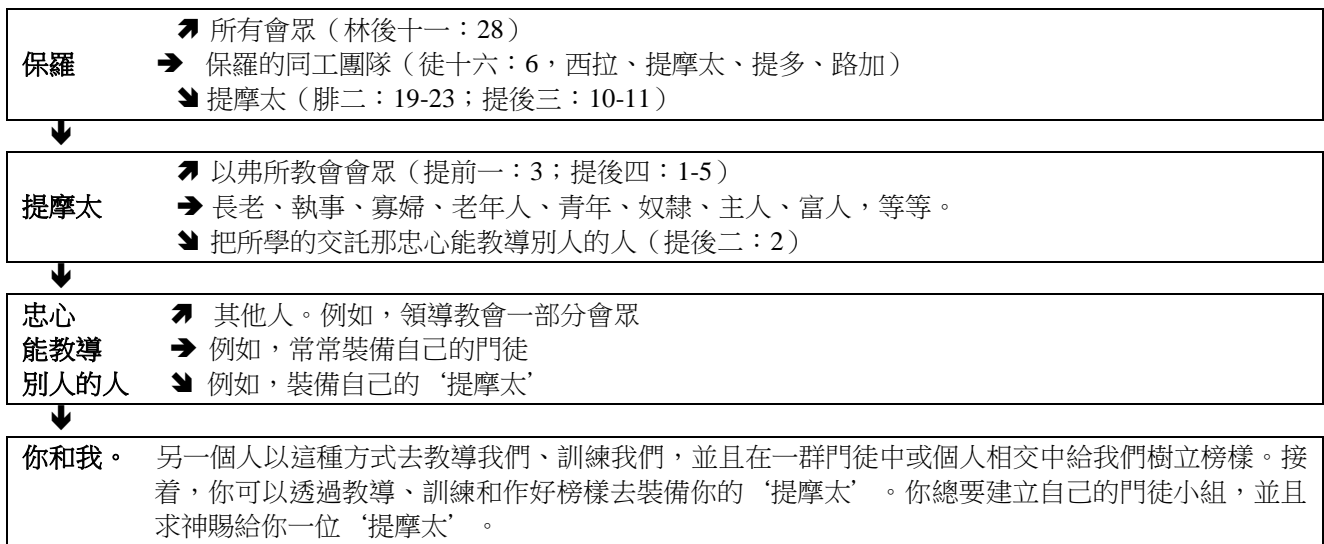 🡽 所有會眾（林後十一：28）
保羅 🡺 保羅的同工團隊（徒十六：6，西拉、提摩太、提多、路加）
🡾 提摩太（腓二：19-23；提後三：10-11）
🡻
🡽 以弗所教會會眾（提前一：3；提後四：1-5）
提摩太 🡺 長老、執事、寡婦、老年人、青年、奴隸、主人、富人，等等。
🡾 把所學的交託那忠心能教導別人的人（提後二：2）
🡻
忠心 🡽 其他人。例如，領導教會一部分會眾
能教導 🡺 例如，常常裝備自己的門徒
別人的人 🡾 例如，裝備自己的‘提摩太’
🡻
你和我。 另一個人以這種方式去教導我們、訓練我們，並且在一群門徒中或個人相交中給我們樹立榜樣。接
着，你可以透過教導、訓練和作好榜樣去裝備你的‘提摩太’。你總要建立自己的門徒小組，並且
求神賜給你一位‘提摩太’。